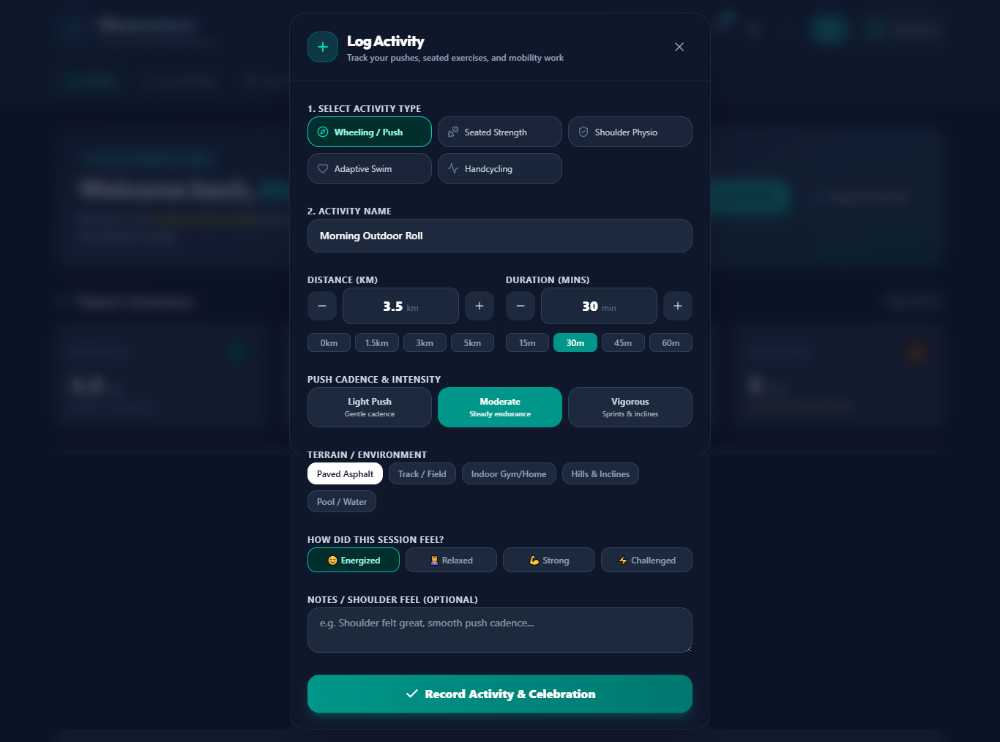 Log Activity
Track your pushes, seated exercises, and mobility work
1. SELECT ACTIVITY TYPE
Wheeling / Push
Seated Strength
Shoulder Physio
Adaptive Swim
Handcycling
2. ACTIVITY NAME
Morning Outdoor Roll
DISTANCE (KM)
DURATION (MINS)
− 3.5 km +
− 30 min +
0km 1.5km 3km 5km
15m 30m 45m 60m
PUSH CADENCE & INTENSITY
Light Push
Gentle cadence
Moderate
Steady endurance
Vigorous
Sprints & inclines
TERRAIN / ENVIRONMENT
Paved Asphalt
Track / Field
Indoor Gym/Home
Hills & Inclines
Pool / Water
HOW DID THIS SESSION FEEL?
😊 Energized
💆 Relaxed
💪 Strong
⚡ Challenged
NOTES / SHOULDER FEEL (OPTIONAL)
e.g. Shoulder felt great, smooth push cadence...
Record Activity & Celebration